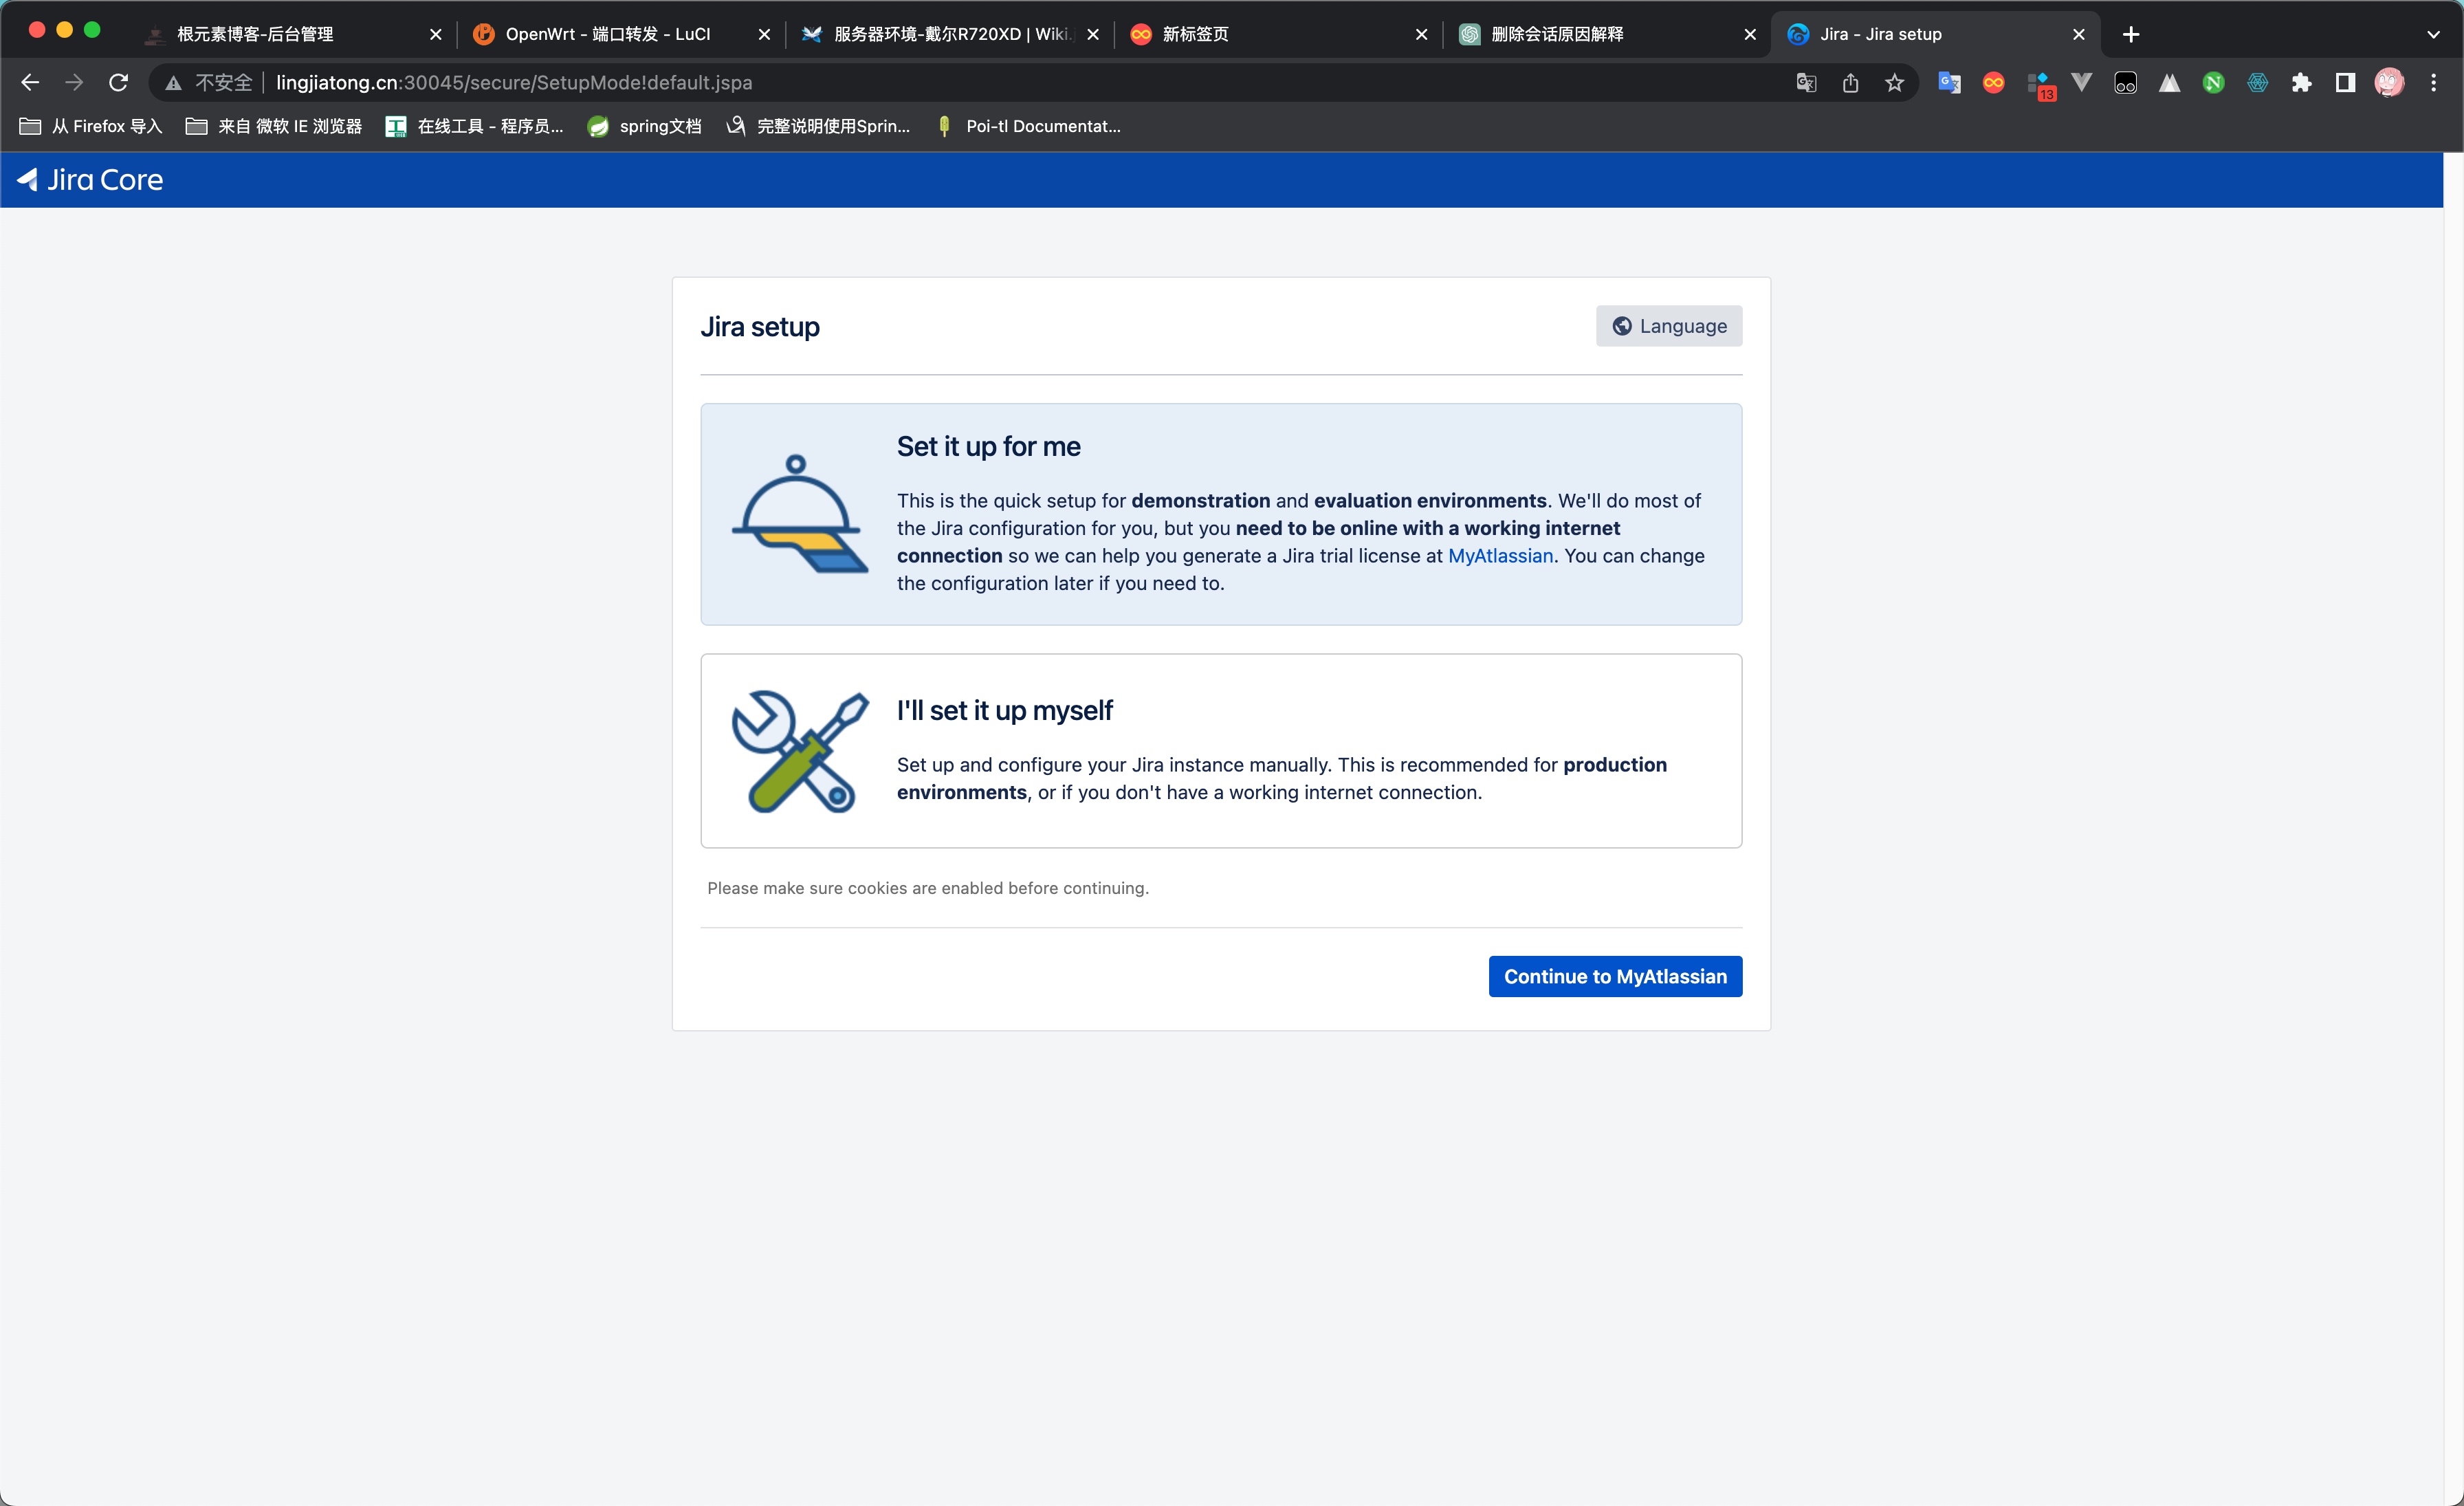 根元素博客-后台管理
OpenWrt - 端口转发 - LuCI
服务器环境-戴尔R720XD | Wiki.
新标签页
删除会话原因解释
Jira - Jira setup
不安全 lingjiatong.cn:30045/secure/SetupMode!default.jspa
13
从 Firefox 导入
来自 微软 IE 浏览器
在线工具 - 程序员...
spring文档
完整说明使用Sprin...
Poi-tl Documentat...
Jira Core
Jira setup
Language
Set it up for me
This is the quick setup for demonstration and evaluation environments. We'll do most of
the Jira configuration for you, but you need to be online with a working internet
connection so we can help you generate a Jira trial license at MyAtlassian. You can change
the configuration later if you need to.
I'll set it up myself
Set up and configure your Jira instance manually. This is recommended for production
environments, or if you don't have a working internet connection.
Please make sure cookies are enabled before continuing.
Continue to MyAtlassian